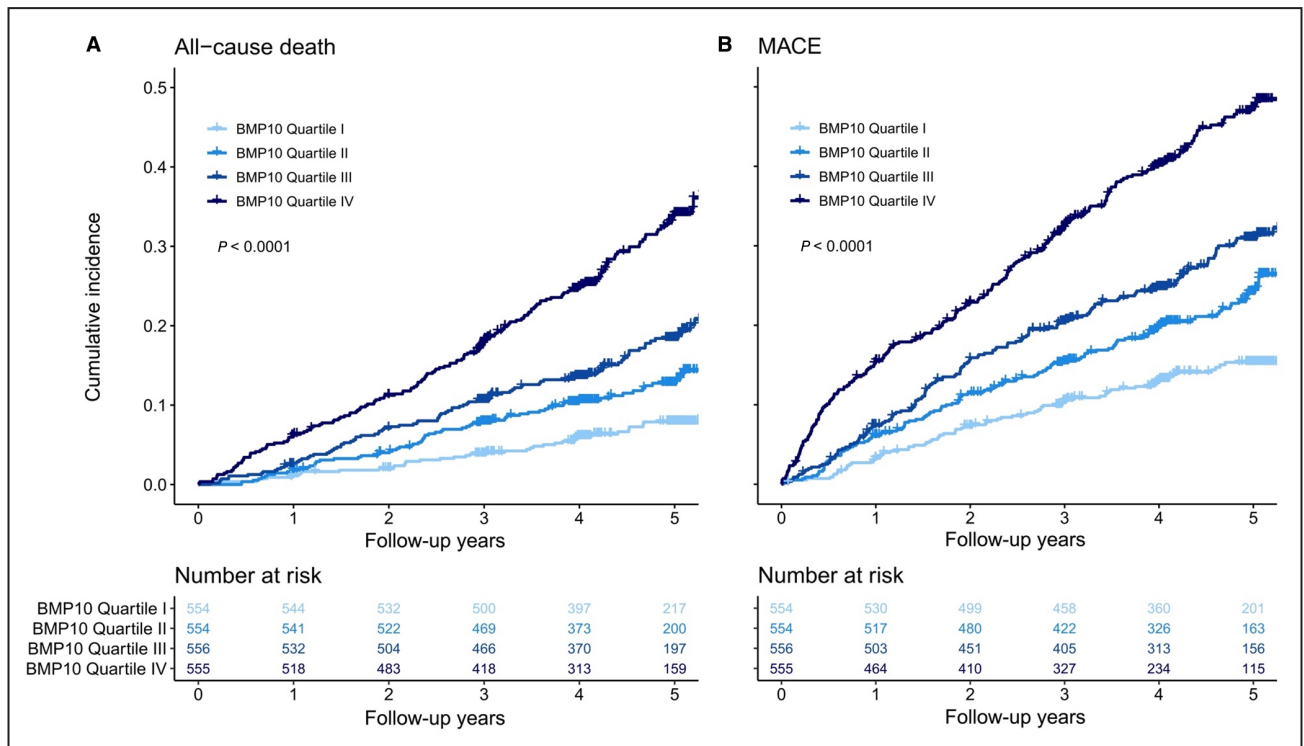 A All−cause death
0.5
0.4
0.3
0.2
0.1
0.0
Cumulative incidence
BMP10 Quartile I
BMP10 Quartile II
BMP10 Quartile III
BMP10 Quartile IV
P < 0.0001
0 1 2 3 4 5
Follow-up years
B MACE
BMP10 Quartile I
BMP10 Quartile II
BMP10 Quartile III
BMP10 Quartile IV
P < 0.0001
0 1 2 3 4 5
Follow-up years
Number at risk
BMP10 Quartile I 554 544 532 500 397 217
BMP10 Quartile II 554 541 522 469 373 200
BMP10 Quartile III 556 532 504 466 370 197
BMP10 Quartile IV 555 518 483 418 313 159
0 1 2 3 4 5
Follow-up years
Number at risk
554 530 499 458 360 201
554 517 480 422 326 163
556 503 451 405 313 156
555 464 410 327 234 115
0 1 2 3 4 5
Follow-up years